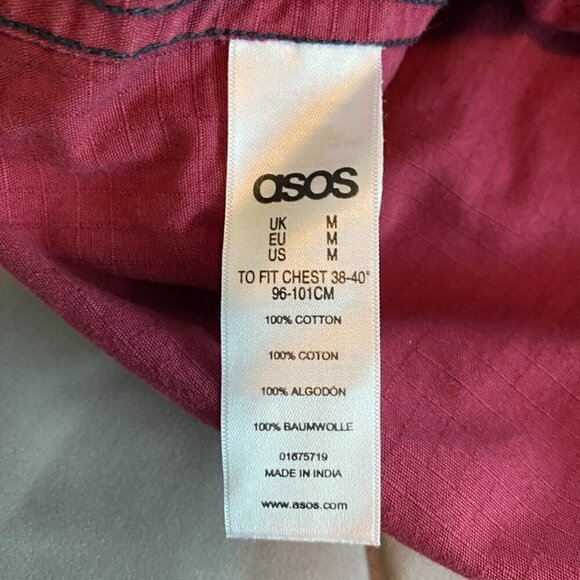 asos
UK M
EU M
US M
TO FIT CHEST 38-40"
96-101CM
100% COTTON
100% COTON
100% ALGODÓN
100% BAUMWOLLE
01675719
MADE IN INDIA
www.asos.com